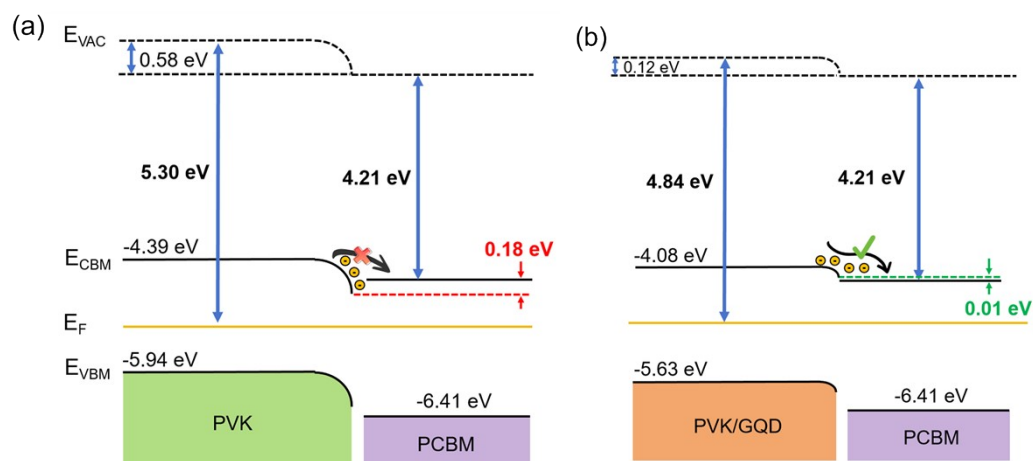 (a)
E_VAC
0.58 eV
5.30 eV
4.21 eV
-4.39 eV
E_CBM
0.18 eV
E_F
-5.94 eV
E_VBM
-6.41 eV
PVK
PCBM
(b)
0.12 eV
4.84 eV
4.21 eV
-4.08 eV
0.01 eV
-5.63 eV
-6.41 eV
PVK/GQD
PCBM